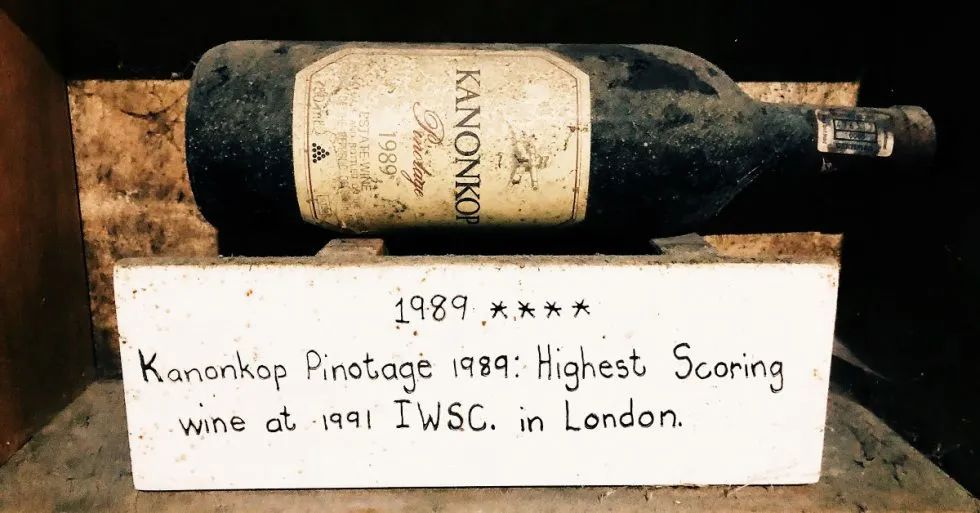 KANONKOP
Pinotage
1989
1989 ****
Kanonkop Pinotage 1989: Highest Scoring
wine at 1991 IWSC. in London.